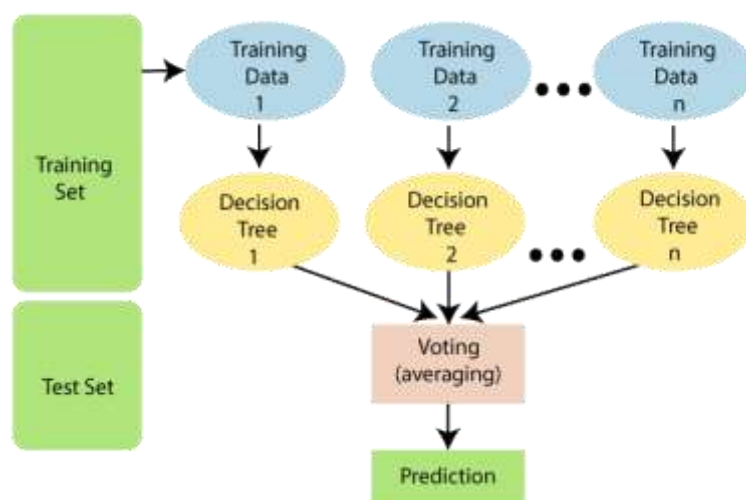 Training
Set
Training
Data
1
Training
Data
2
Training
Data
n
Decision
Tree
1
Decision
Tree
2
Decision
Tree
n
Test Set
Voting
(averaging)
Prediction